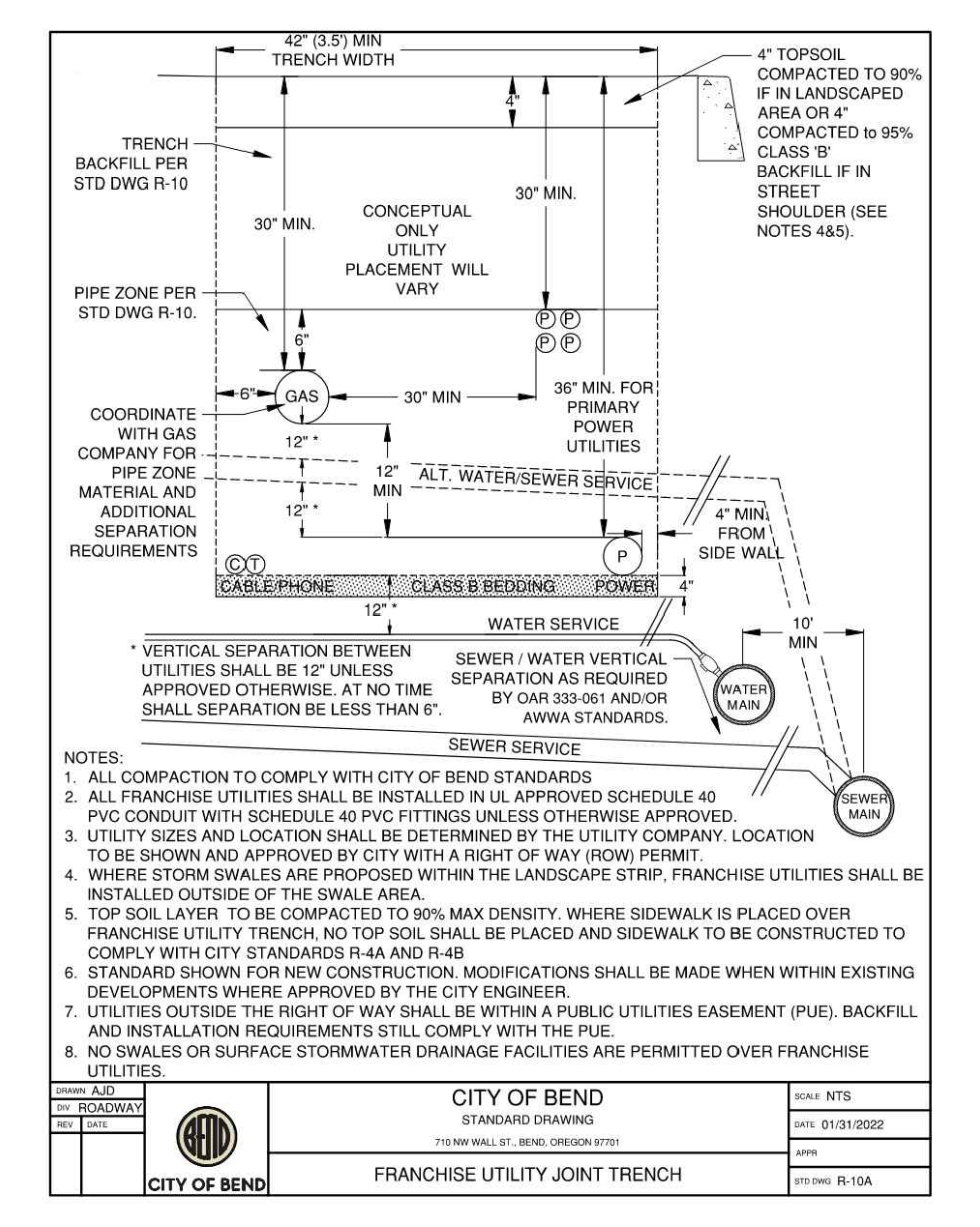 42" (3.5') MIN
TRENCH WIDTH
4" TOPSOIL
COMPACTED TO 90%
IF IN LANDSCAPED
AREA OR 4"
COMPACTED to 95%
CLASS 'B'
BACKFILL IF IN
STREET
SHOULDER (SEE
NOTES 4&5).
4"
TRENCH
BACKFILL PER
STD DWG R-10
30" MIN.
30" MIN.
CONCEPTUAL
ONLY
UTILITY
PLACEMENT WILL
VARY
PIPE ZONE PER
STD DWG R-10.
P P
P P
6"
6"
GAS
30" MIN
36" MIN. FOR
PRIMARY
POWER
UTILITIES
COORDINATE
WITH GAS
COMPANY FOR
PIPE ZONE
MATERIAL AND
ADDITIONAL
SEPARATION
REQUIREMENTS
12" *
12"
MIN
ALT. WATER/SEWER SERVICE
12" *
4" MIN.
FROM
SIDE WALL
P
C T
CABLE/PHONE CLASS B BEDDING POWER
4"
12" *
WATER SERVICE
10'
MIN
* VERTICAL SEPARATION BETWEEN
UTILITIES SHALL BE 12" UNLESS
APPROVED OTHERWISE. AT NO TIME
SHALL SEPARATION BE LESS THAN 6".
SEWER / WATER VERTICAL
SEPARATION AS REQUIRED
BY OAR 333-061 AND/OR
AWWA STANDARDS.
WATER
MAIN
SEWER SERVICE
SEWER
MAIN
NOTES:
1. ALL COMPACTION TO COMPLY WITH CITY OF BEND STANDARDS
2. ALL FRANCHISE UTILITIES SHALL BE INSTALLED IN UL APPROVED SCHEDULE 40
PVC CONDUIT WITH SCHEDULE 40 PVC FITTINGS UNLESS OTHERWISE APPROVED.
3. UTILITY SIZES AND LOCATION SHALL BE DETERMINED BY THE UTILITY COMPANY. LOCATION
TO BE SHOWN AND APPROVED BY CITY WITH A RIGHT OF WAY (ROW) PERMIT.
4. WHERE STORM SWALES ARE PROPOSED WITHIN THE LANDSCAPE STRIP, FRANCHISE UTILITIES SHALL BE
INSTALLED OUTSIDE OF THE SWALE AREA.
5. TOP SOIL LAYER TO BE COMPACTED TO 90% MAX DENSITY. WHERE SIDEWALK IS PLACED OVER
FRANCHISE UTILITY TRENCH, NO TOP SOIL SHALL BE PLACED AND SIDEWALK TO BE CONSTRUCTED TO
COMPLY WITH CITY STANDARDS R-4A AND R-4B
6. STANDARD SHOWN FOR NEW CONSTRUCTION. MODIFICATIONS SHALL BE MADE WHEN WITHIN EXISTING
DEVELOPMENTS WHERE APPROVED BY THE CITY ENGINEER.
7. UTILITIES OUTSIDE THE RIGHT OF WAY SHALL BE WITHIN A PUBLIC UTILITIES EASEMENT (PUE). BACKFILL
AND INSTALLATION REQUIREMENTS STILL COMPLY WITH THE PUE.
8. NO SWALES OR SURFACE STORMWATER DRAINAGE FACILITIES ARE PERMITTED OVER FRANCHISE
UTILITIES.
DRAWN AJD
DIV ROADWAY
REV DATE
BEND
CITY OF BEND
CITY OF BEND
STANDARD DRAWING
710 NW WALL ST., BEND, OREGON 97701
FRANCHISE UTILITY JOINT TRENCH
SCALE NTS
DATE 01/31/2022
APPR
STD DWG R-10A